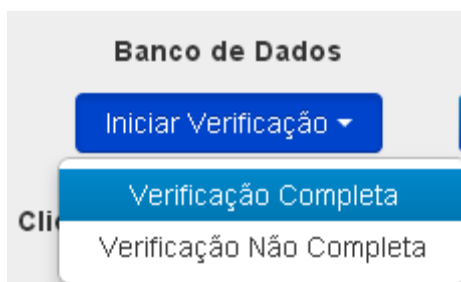 Banco de Dados
Iniciar Verificação
Verificação Completa
Verificação Não Completa